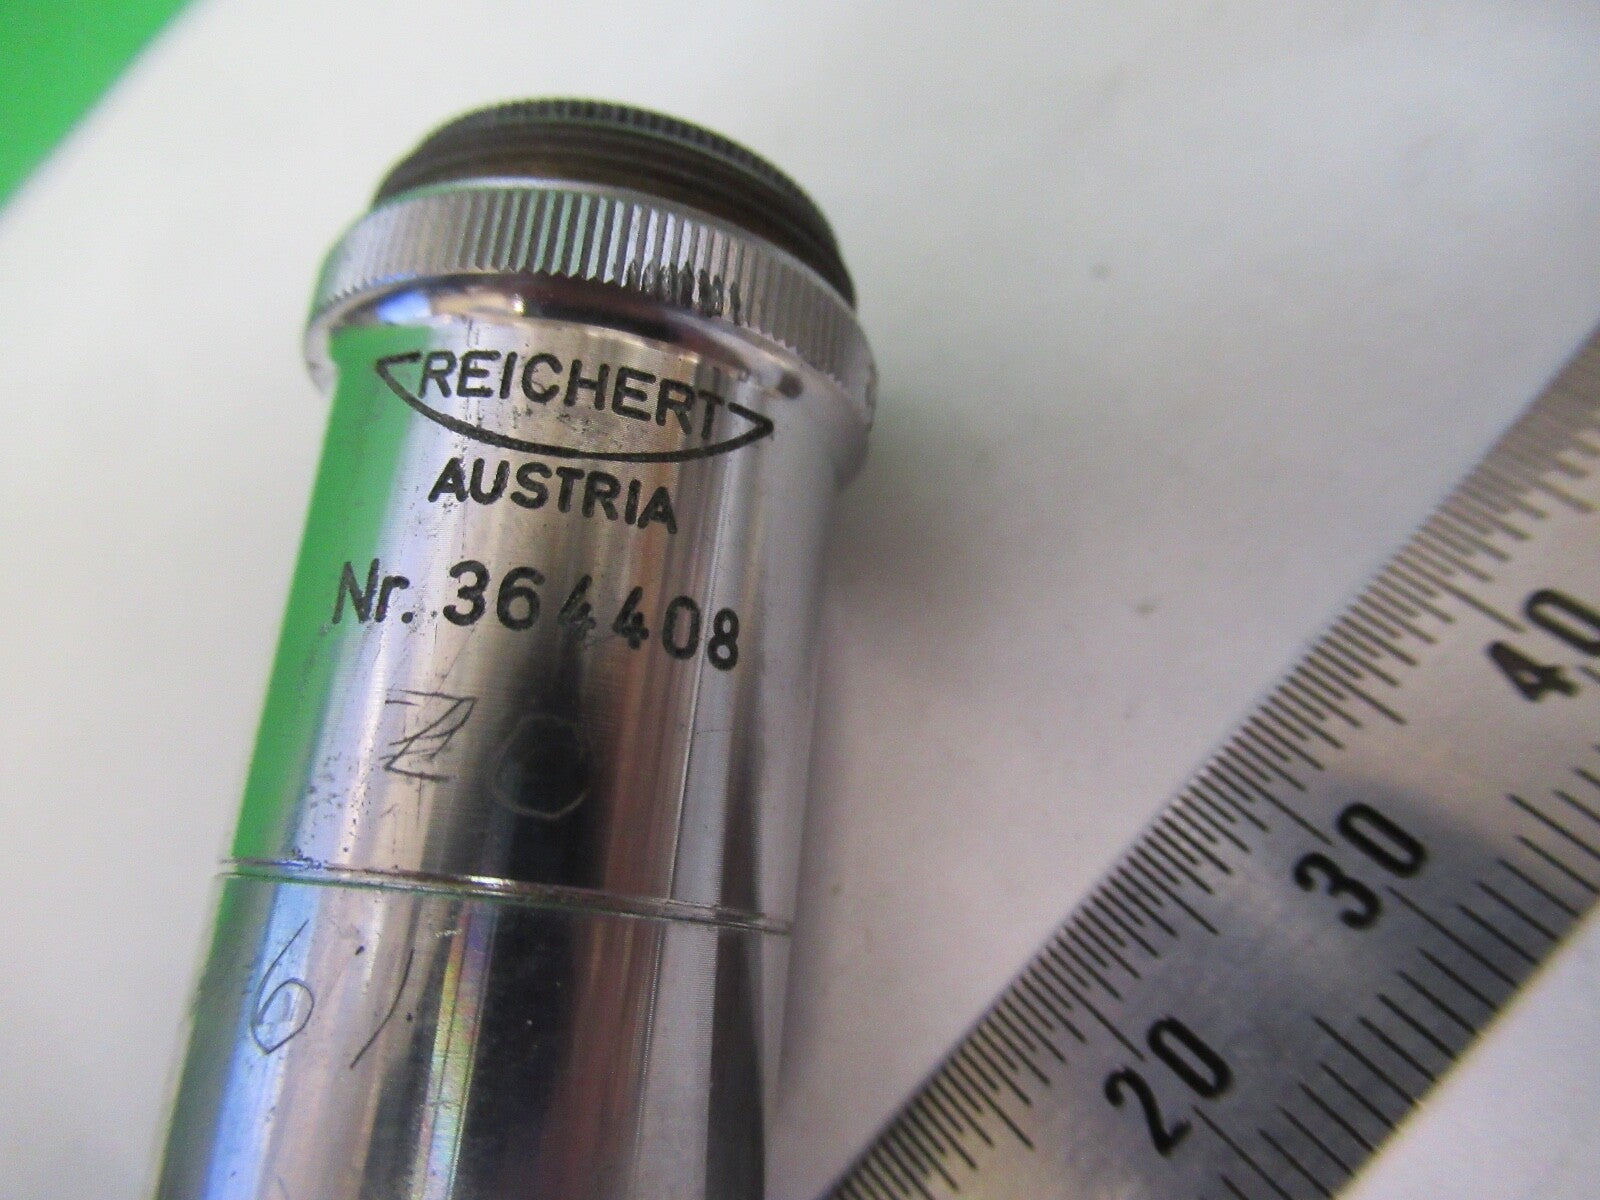 REICHERT
AUSTRIA
Nr. 364408
40
30
20